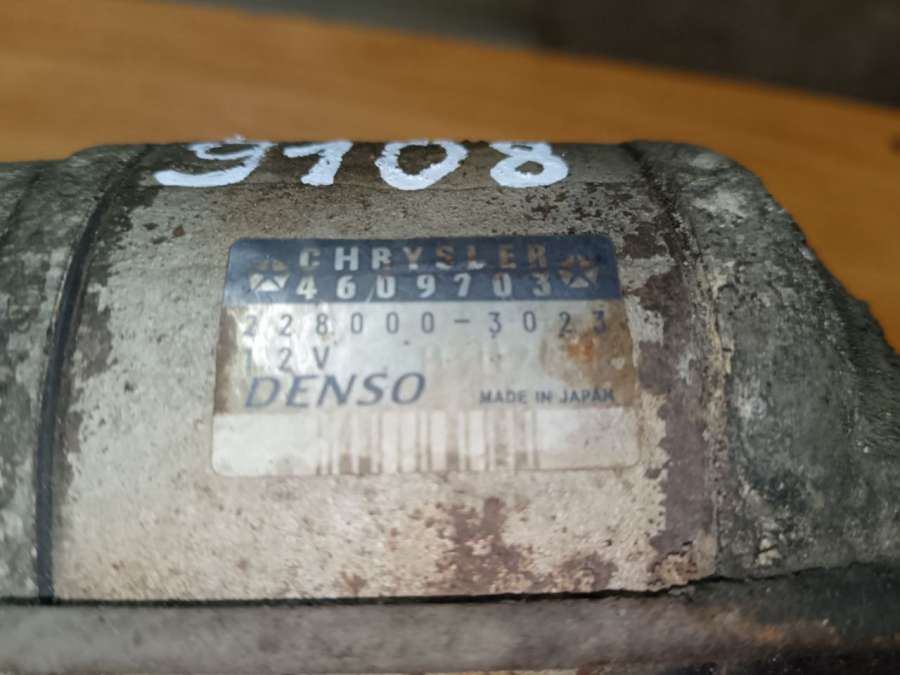 9108
CHRYSLER
4609703
228000-3023
12V
DENSO MADE IN JAPAN